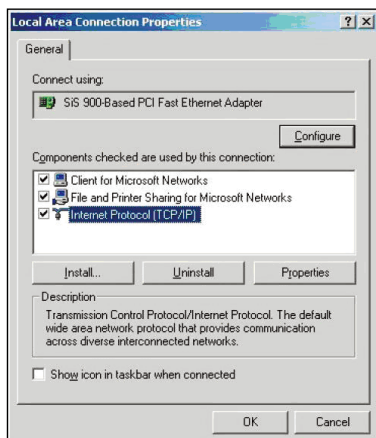 Local Area Connection Properties
General
Connect using:
SiS 900-Based PCI Fast Ethernet Adapter
Configure
Components checked are used by this connection:
Client for Microsoft Networks
File and Printer Sharing for Microsoft Networks
Internet Protocol (TCP/IP)
Install... Uninstall Properties
Description
Transmission Control Protocol/Internet Protocol. The default
wide area network protocol that provides communication
across diverse interconnected networks.
Show icon in taskbar when connected
OK Cancel